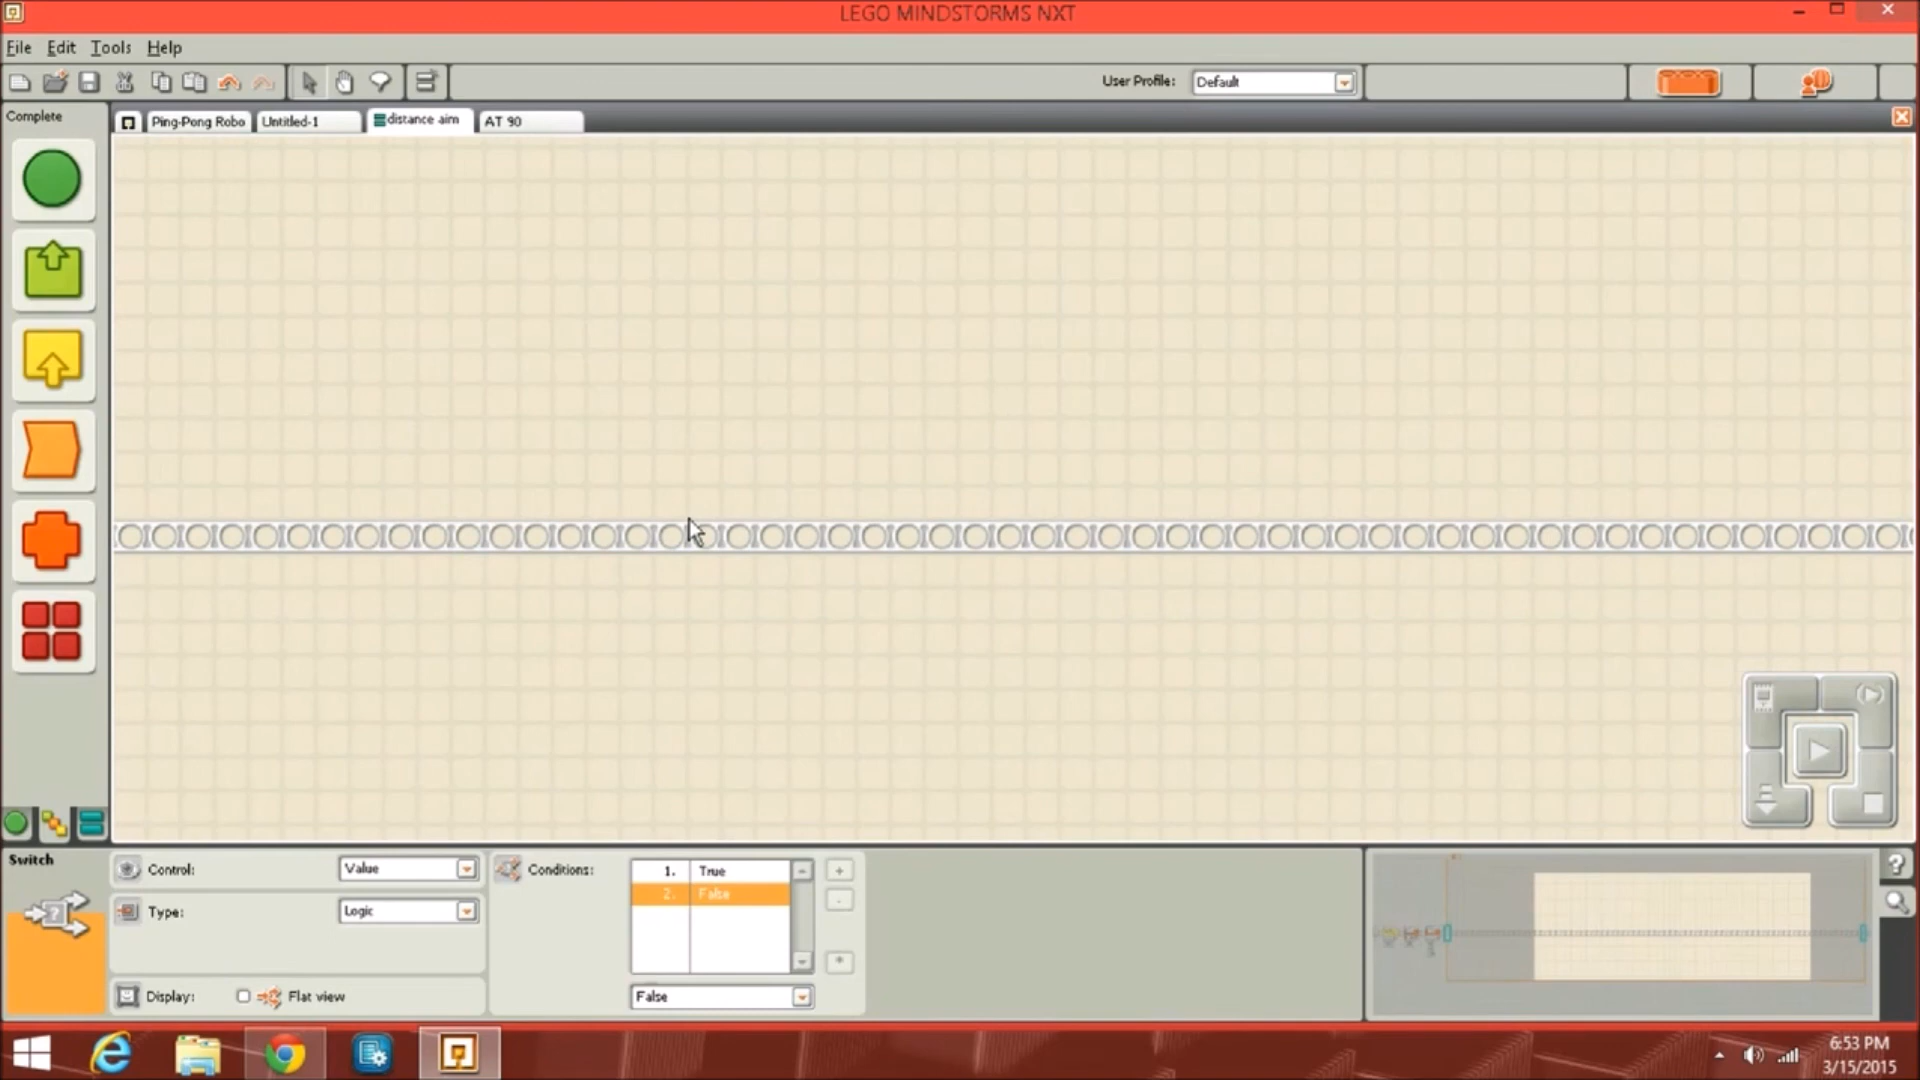 LEGO MINDSTORMS NXT
File Edit Tools Help
User Profile: Default
Complete
Ping-Pong Robo Untitled-1 distance aim AT 90
Switch
Control: Value
Type: Logic
Display: Flat view
Conditions:
1. True
2. False
False
6:53 PM
3/15/2015